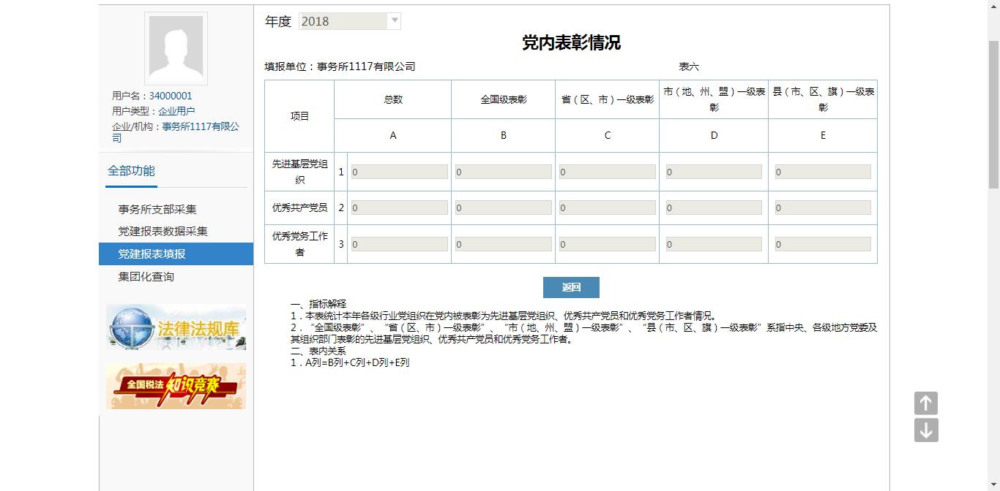 年度 2018
党内表彰情况
填报单位：事务所1117有限公司 表六
用户名：34000001
用户类型：企业用户
企业/机构：事务所1117有限公
司
全部功能
事务所支部采集
党建报表数据采集
党建报表填报
集团化查询
法律法规库
全国税法知识竞赛
项目 总数 全国级表彰 省（区、市）一级表彰 市（地、州、盟）一级表彰 县（市、区、旗）一级表彰
A B C D E
先进基层党组织 1 0 0 0 0 0
优秀共产党员 2 0 0 0 0 0
优秀党务工作者 3 0 0 0 0 0
返回
一、指标解释
1．本表统计本年各级行业党组织在党内被表彰为先进基层党组织、优秀共产党员和优秀党务工作者情况。
2．“全国级表彰”、“省（区、市）一级表彰”、“市（地、州、盟）一级表彰”、“县（市、区、旗）一级表彰”系指中央、各级地方党委及
其组织部门表彰的先进基层党组织、优秀共产党员和优秀党务工作者。
二、表内关系
1．A列=B列+C列+D列+E列